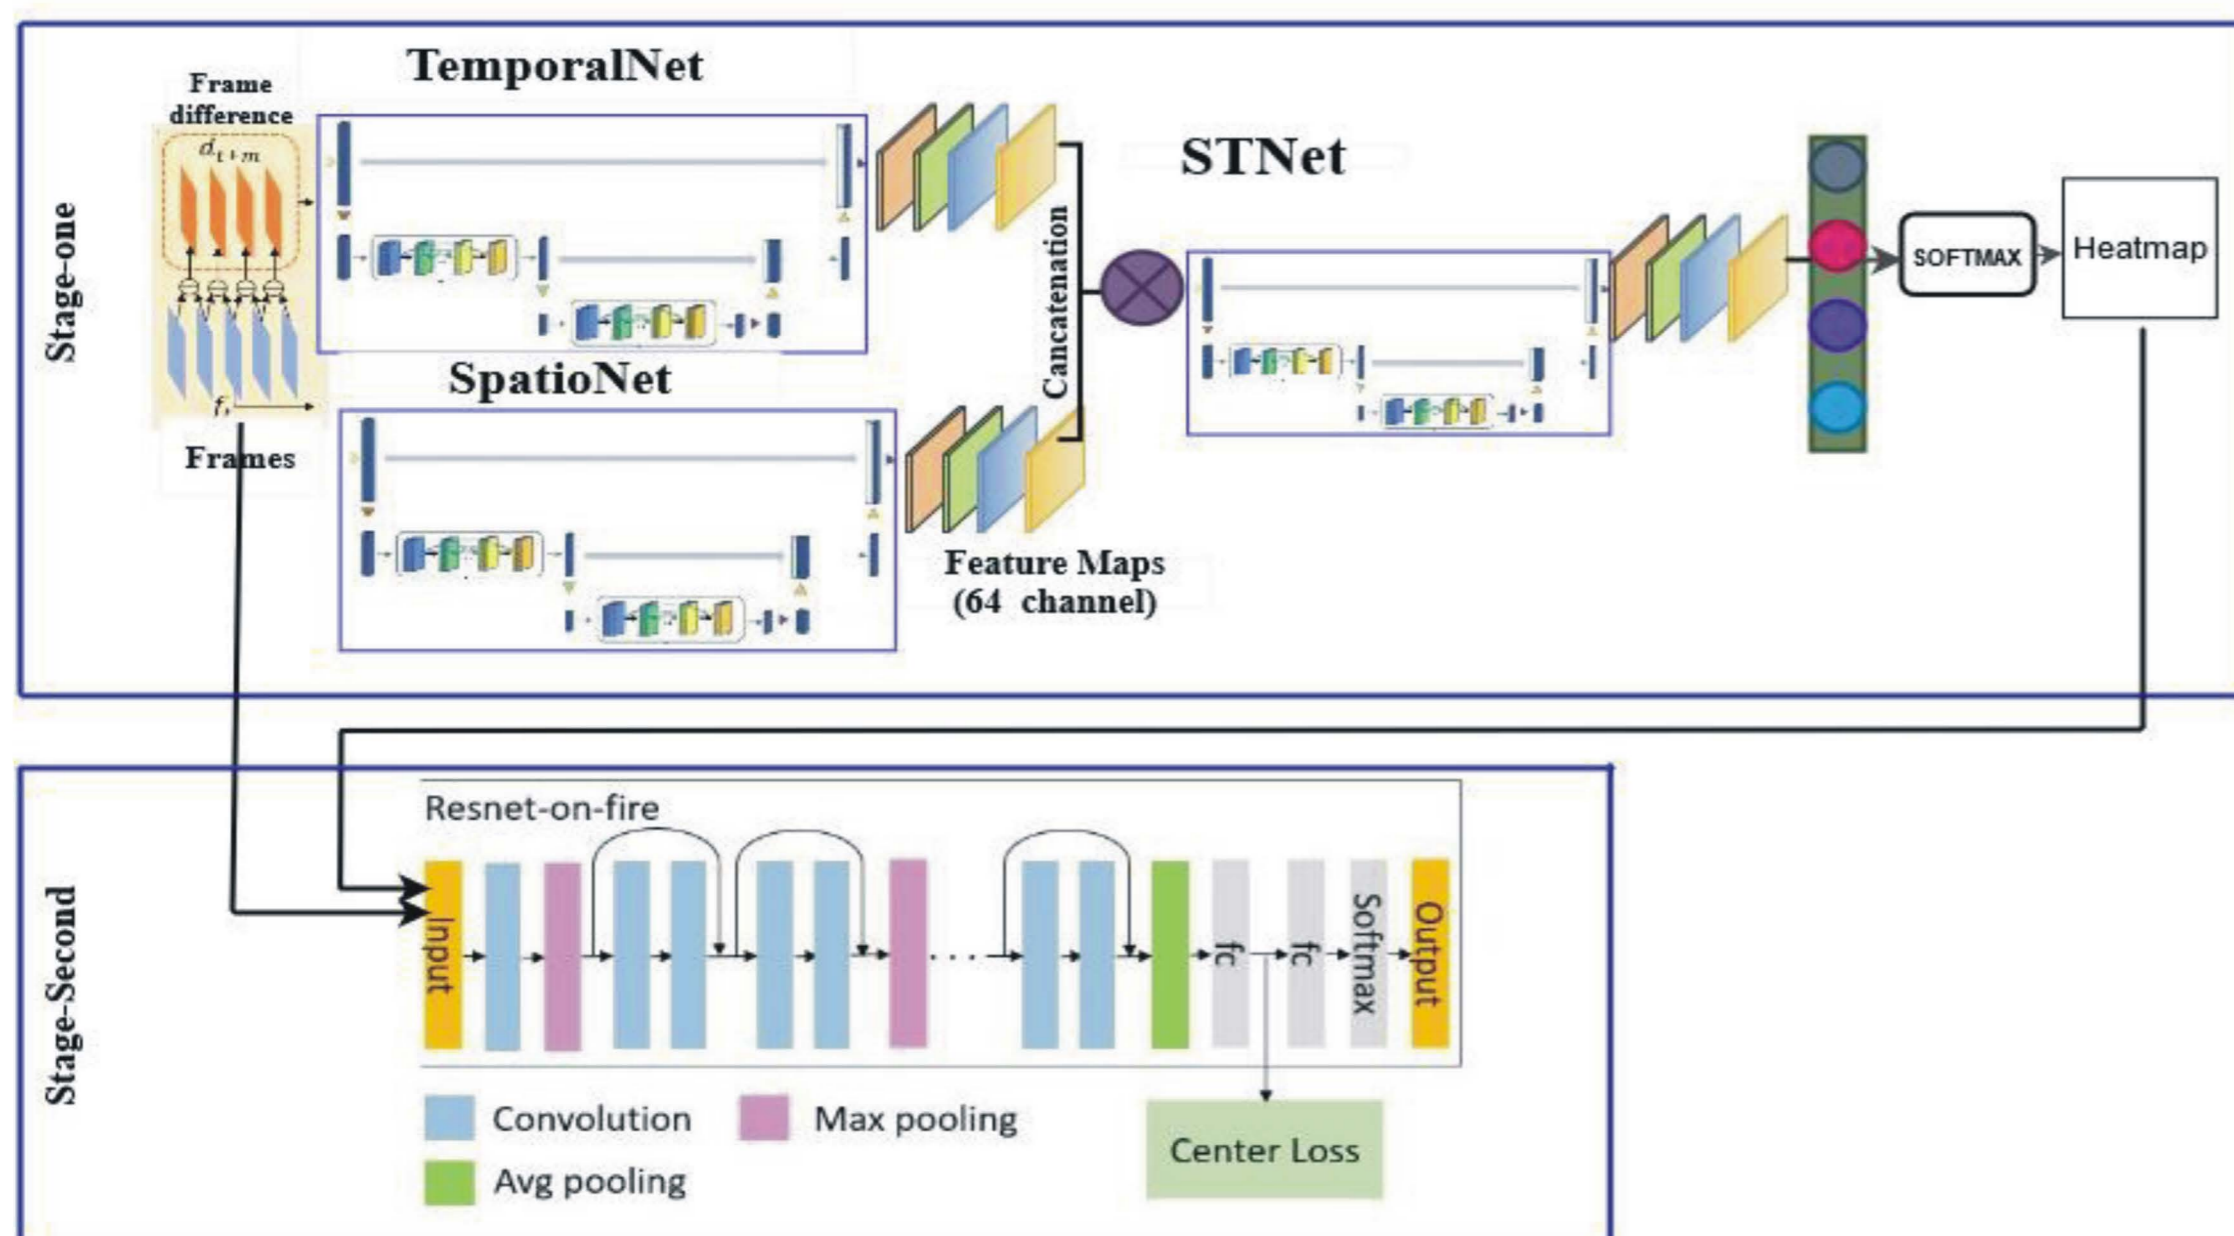 Stage-one
Frame
difference
d_{t+m}
Frames
TemporalNet
SpatioNet
Feature Maps
(64 channel)
Cancatenation
STNet
SOFTMAX
Heatmap
Stage-Second
Resnet-on-fire
Input
fc
fc
Softmax
Output
Convolution
Max pooling
Avg pooling
Center Loss